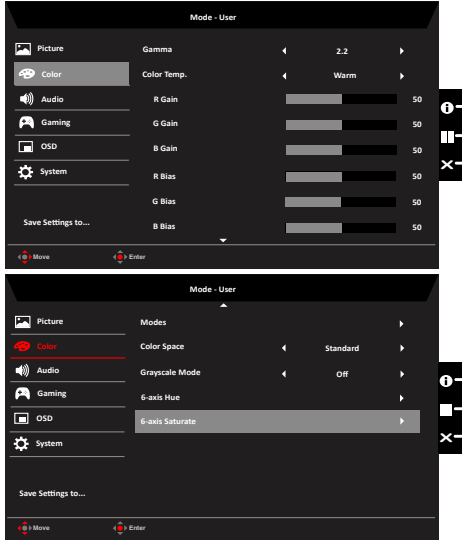 Mode - User
Picture
Gamma 2.2
Color
Color Temp. Warm
Audio
R Gain 50
Gaming
G Gain 50
OSD
B Gain 50
System
R Bias 50
G Bias 50
Save Settings to...
B Bias 50
Move Enter
Mode - User
Picture
Modes
Color
Color Space Standard
Audio
Grayscale Mode Off
Gaming
6-axis Hue
OSD
6-axis Saturate
System
Save Settings to...
Move Enter